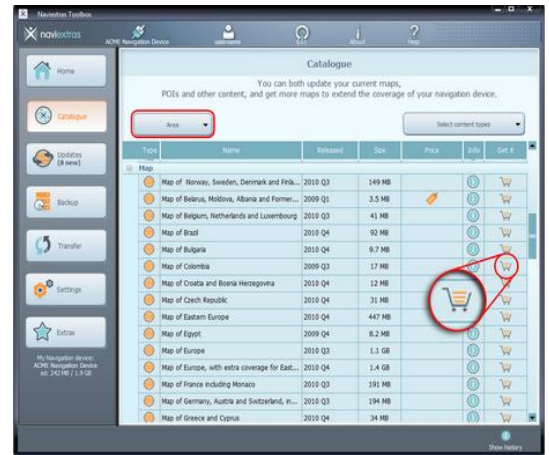 Naviextras Toolbox
naviextras
ACME Navigation Device
username
Exit
About
Help
Home
Catalogue
Updates
(8 new)
Backup
Transfer
Settings
Extras
My Navigation device:
ACME Navigation Device
sd: 242 MB / 1.9 GB
Catalogue
You can both update your current maps,
POIs and other content, and get more maps to extend the coverage of your navigation device.
Area
Select content types
Type Name Released Size Price Info Get it
Map
Map of Norway, Sweden, Denmark and Finla... 2010 Q3 149 MB
Map of Belarus, Moldova, Albania and Former... 2009 Q1 3.5 MB
Map of Belgium, Netherlands and Luxembourg 2010 Q3 41 MB
Map of Brazil 2010 Q4 92 MB
Map of Bulgaria 2010 Q4 9.7 MB
Map of Colombia 2009 Q3 17 MB
Map of Croatia and Bosnia Herzegovina 2010 Q4 12 MB
Map of Czech Republic 2010 Q4 31 MB
Map of Eastern Europe 2010 Q4 447 MB
Map of Egypt 2009 Q4 8.2 MB
Map of Europe 2010 Q3 1.1 GB
Map of Europe, with extra coverage for East... 2010 Q4 1.4 GB
Map of France including Monaco 2010 Q3 191 MB
Map of Germany, Austria and Switzerland, in... 2010 Q3 194 MB
Map of Greece and Cyprus 2010 Q4 34 MB
Show history